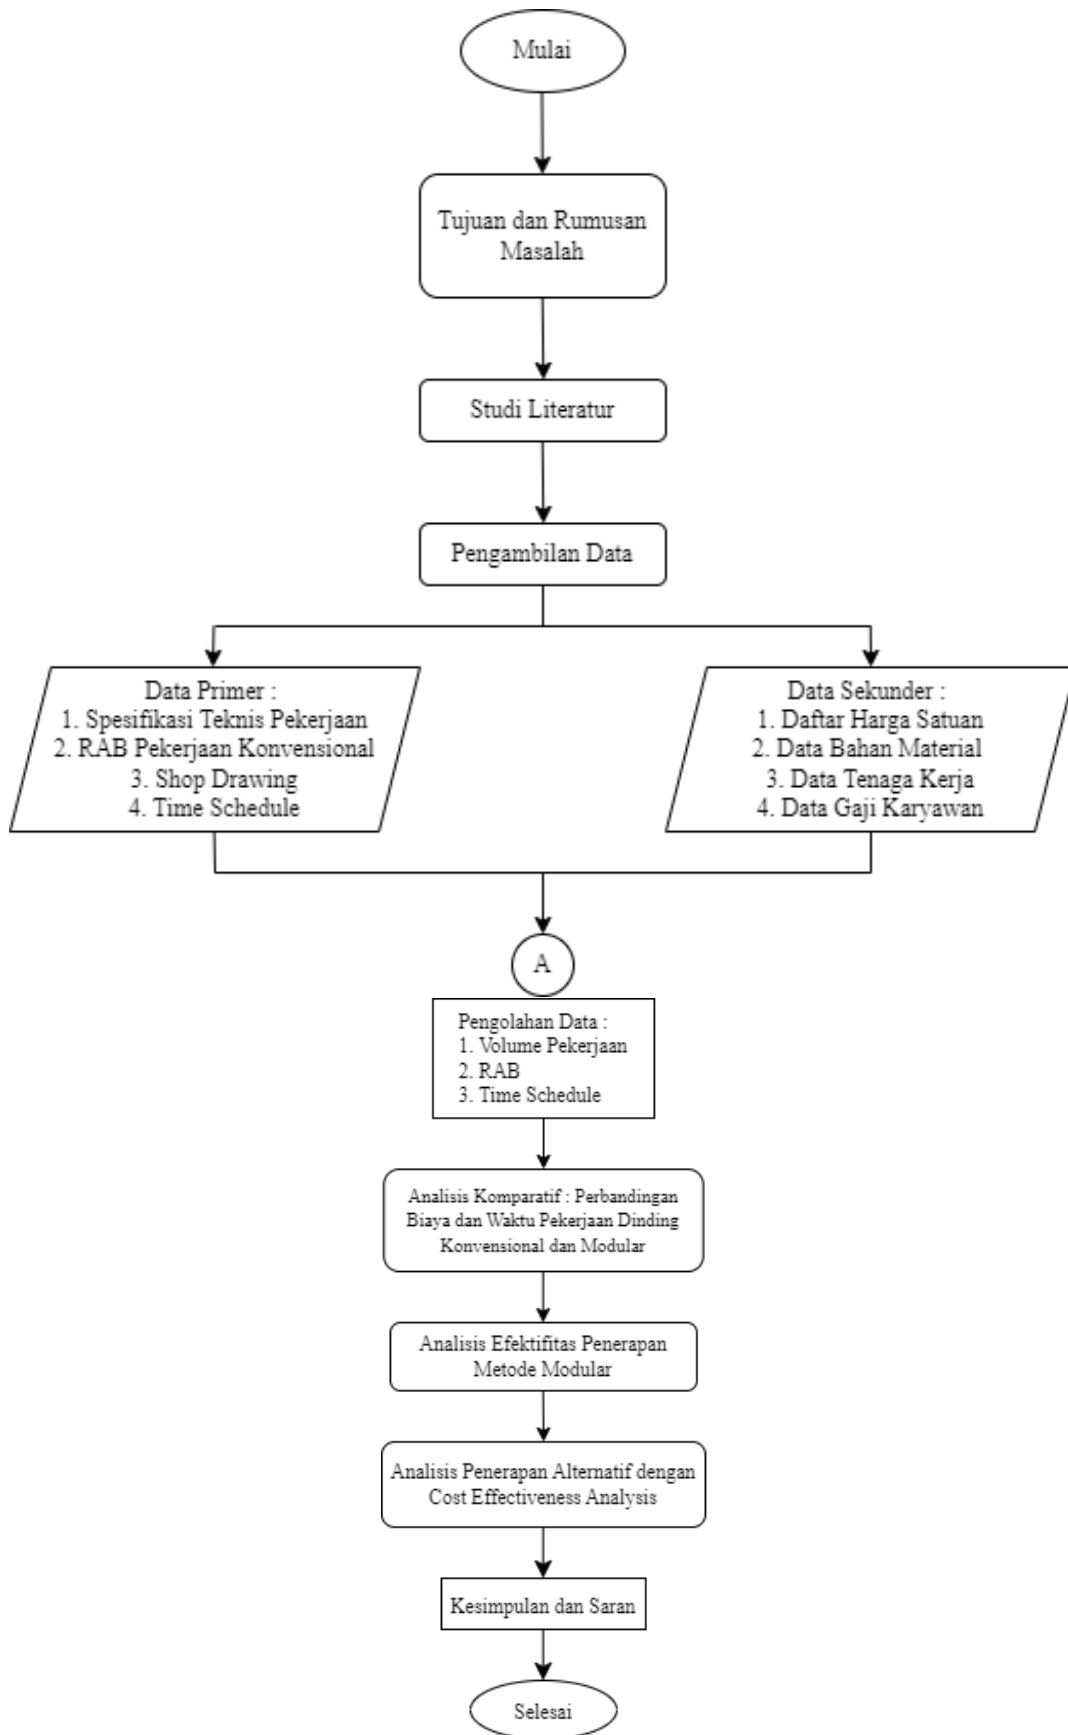 Mulai
Tujuan dan Rumusan
Masalah
Studi Literatur
Pengambilan Data
Data Primer :
1. Spesifikasi Teknis Pekerjaan
2. RAB Pekerjaan Konvensional
3. Shop Drawing
4. Time Schedule
Data Sekunder :
1. Daftar Harga Satuan
2. Data Bahan Material
3. Data Tenaga Kerja
4. Data Gaji Karyawan
A
Pengolahan Data :
1. Volume Pekerjaan
2. RAB
3. Time Schedule
Analisis Komparatif : Perbandingan
Biaya dan Waktu Pekerjaan Dinding
Konvensional dan Modular
Analisis Efektifitas Penerapan
Metode Modular
Analisis Penerapan Alternatif dengan
Cost Effectiveness Analysis
Kesimpulan dan Saran
Selesai